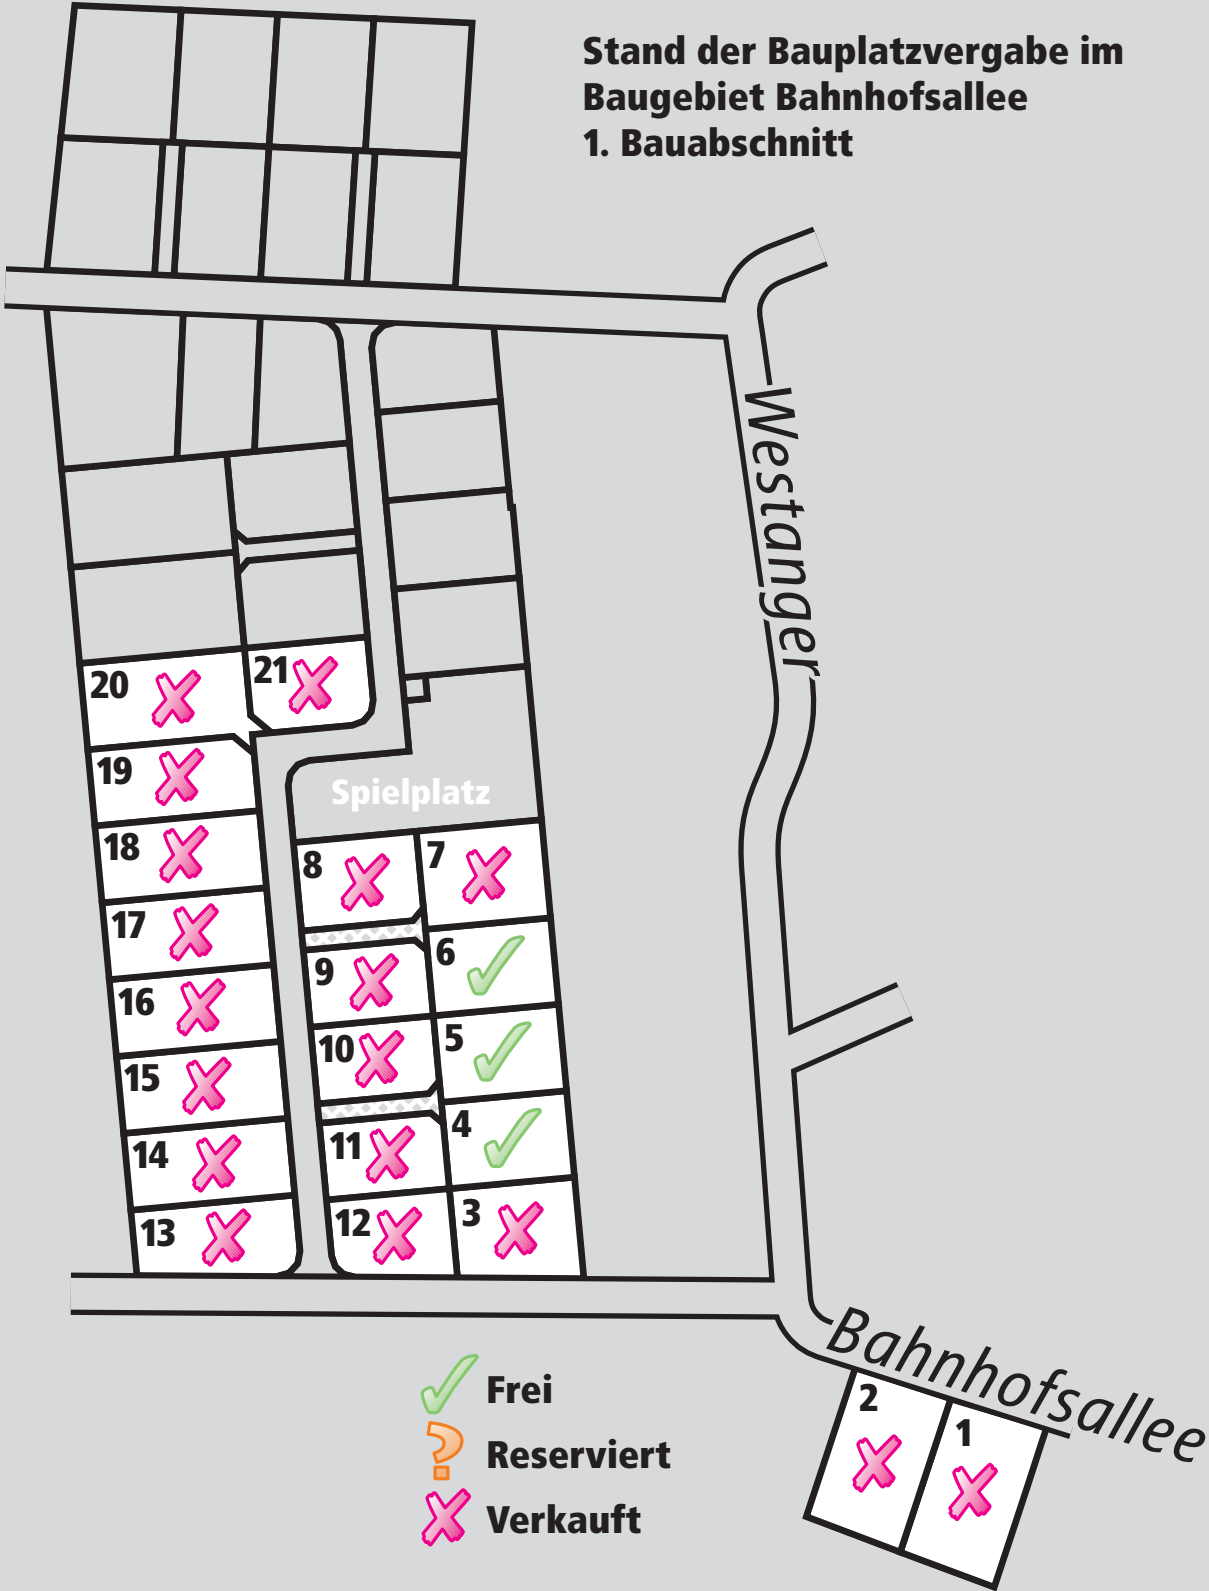 Stand der Bauplatzvergabe im
Baugebiet Bahnhofsallee
1. Bauabschnitt
Westanger
20
21
19
Spielplatz
18
8
7
17
6
9
16
10
5
15
4
11
14
3
12
13
Bahnhofsallee
Frei
2
1
Reserviert
Verkauft